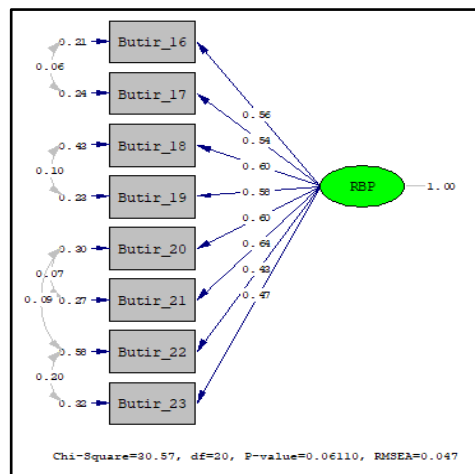 0.21 Butir_16
0.06
0.24 Butir_17
0.56
0.54
0.43 Butir_18
0.60
0.10
RBP 1.00
0.23 Butir_19
0.58
0.60
0.30 Butir_20
0.64
0.07
0.43
0.09 0.27 Butir_21
0.47
0.58 Butir_22
0.20
0.32 Butir_23
Chi-Square=30.57, df=20, P-value=0.06110, RMSEA=0.047